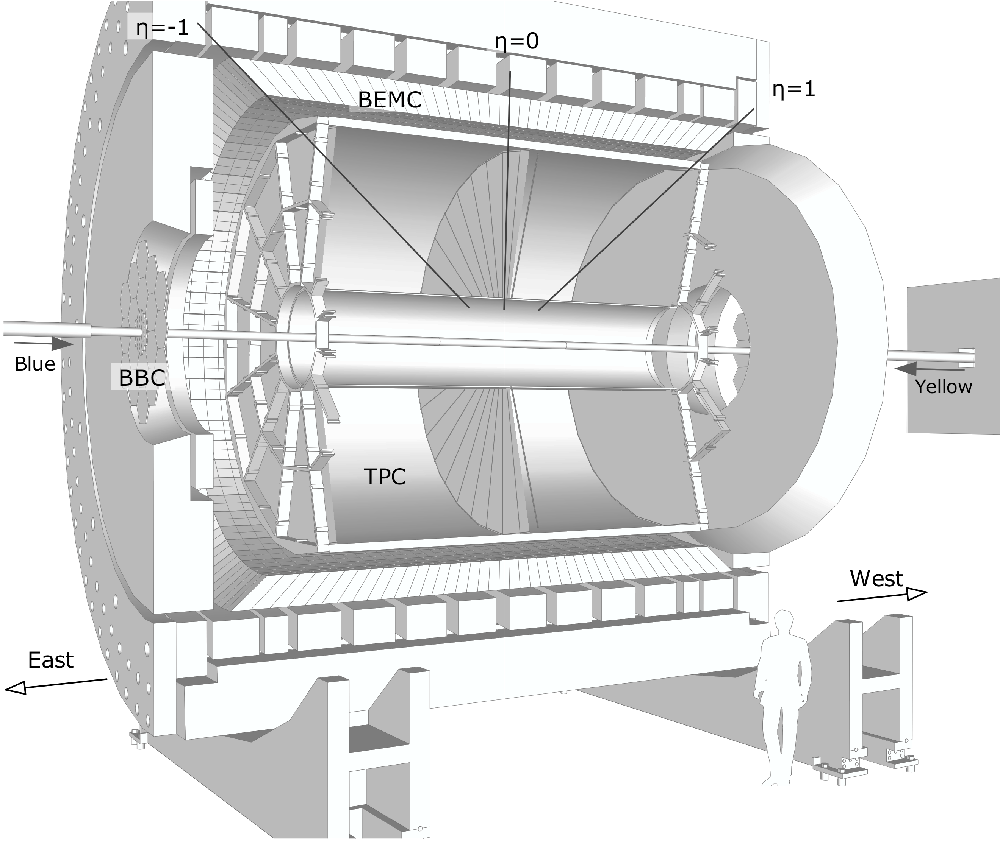 η=-1
η=0
η=1
BEMC
Blue
BBC
Yellow
TPC
West
East